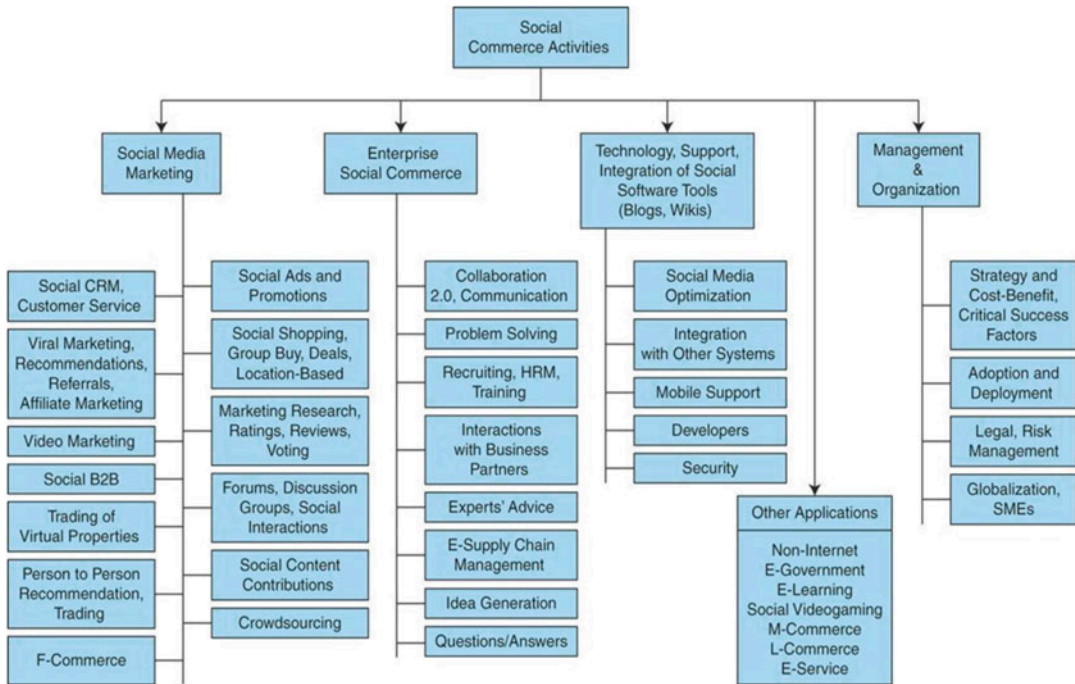 Social
Commerce Activities
Social Media
Marketing
Enterprise
Social Commerce
Technology, Support,
Integration of Social
Software Tools
(Blogs, Wikis)
Management
&
Organization
Social CRM,
Customer Service
Viral Marketing,
Recommendations,
Referrals,
Affiliate Marketing
Video Marketing
Social B2B
Trading of
Virtual Properties
Person to Person
Recommendation,
Trading
F-Commerce
Social Ads and
Promotions
Social Shopping,
Group Buy, Deals,
Location-Based
Marketing Research,
Ratings, Reviews,
Voting
Forums, Discussion
Groups, Social
Interactions
Social Content
Contributions
Crowdsourcing
Collaboration
2.0, Communication
Problem Solving
Recruiting, HRM,
Training
Interactions
with Business
Partners
Experts' Advice
E-Supply Chain
Management
Idea Generation
Questions/Answers
Social Media
Optimization
Integration
with Other Systems
Mobile Support
Developers
Security
Other Applications
Non-Internet
E-Government
E-Learning
Social Videogaming
M-Commerce
L-Commerce
E-Service
Strategy and
Cost-Benefit,
Critical Success
Factors
Adoption and
Deployment
Legal, Risk
Management
Globalization,
SMEs